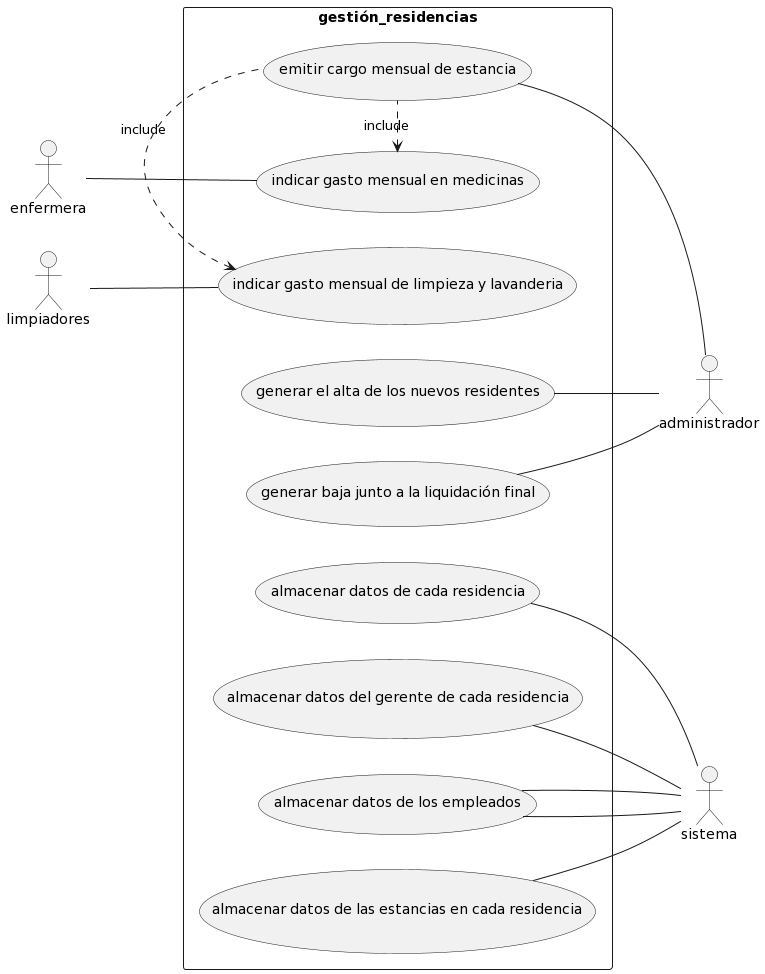 gestión_residencias
emitir cargo mensual de estancia
include
include
indicar gasto mensual en medicinas
enfermera
indicar gasto mensual de limpieza y lavanderia
limpiadores
generar el alta de los nuevos residentes
administrador
generar baja junto a la liquidación final
almacenar datos de cada residencia
almacenar datos del gerente de cada residencia
almacenar datos de los empleados
sistema
almacenar datos de las estancias en cada residencia